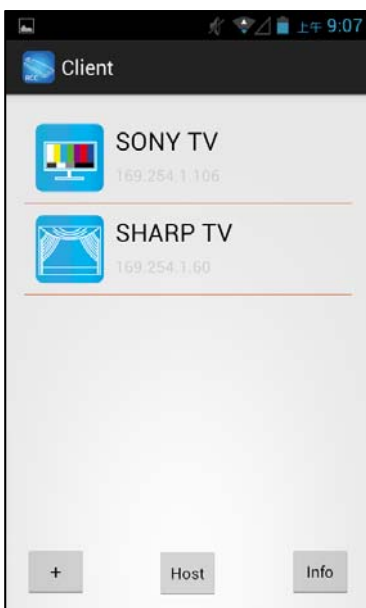 上午 9:07
RCC
Client
SONY TV
169.254.1.106
SHARP TV
169.254.1.60
+
Host
Info